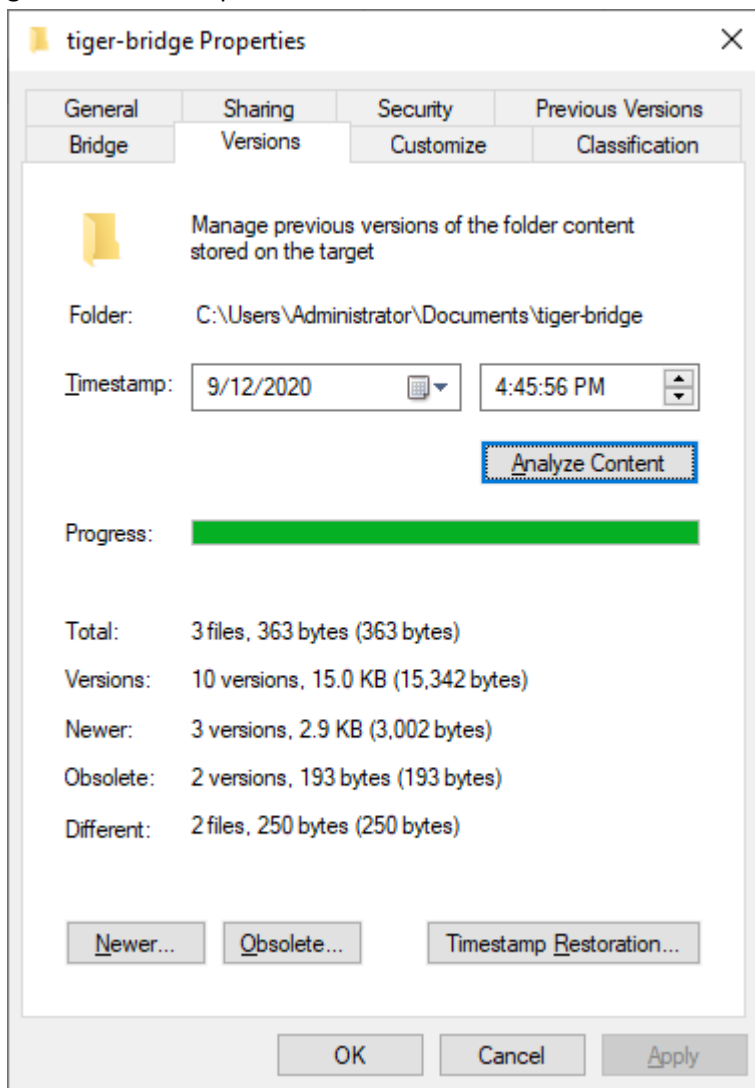 tiger-bridge Properties
General Sharing Security Previous Versions
Bridge Versions Customize Classification
Manage previous versions of the folder content
stored on the target
Folder: C:\Users\Administrator\Documents\tiger-bridge
Timestamp: 9/12/2020 4:45:56 PM
Analyze Content
Progress:
Total: 3 files, 363 bytes (363 bytes)
Versions: 10 versions, 15.0 KB (15,342 bytes)
Newer: 3 versions, 2.9 KB (3,002 bytes)
Obsolete: 2 versions, 193 bytes (193 bytes)
Different: 2 files, 250 bytes (250 bytes)
Newer... Obsolete... Timestamp Restoration...
OK Cancel Apply